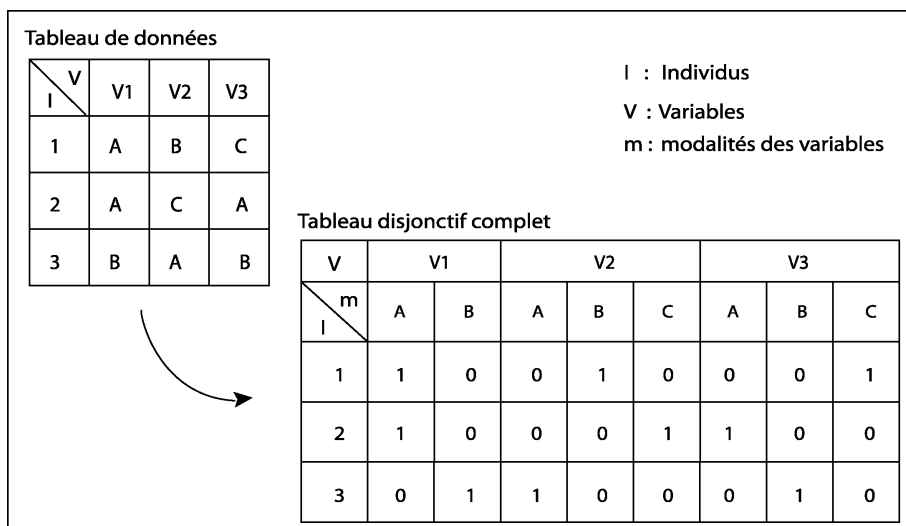 Tableau de données
V
I
V1 V2 V3
1 A B C
2 A C A
3 B A B
I : Individus
V : Variables
m : modalités des variables
Tableau disjonctif complet
V V1 V2 V3
m
I
A B A B C A B C
1 1 0 0 1 0 0 0 1
2 1 0 0 0 1 1 0 0
3 0 1 1 0 0 0 1 0